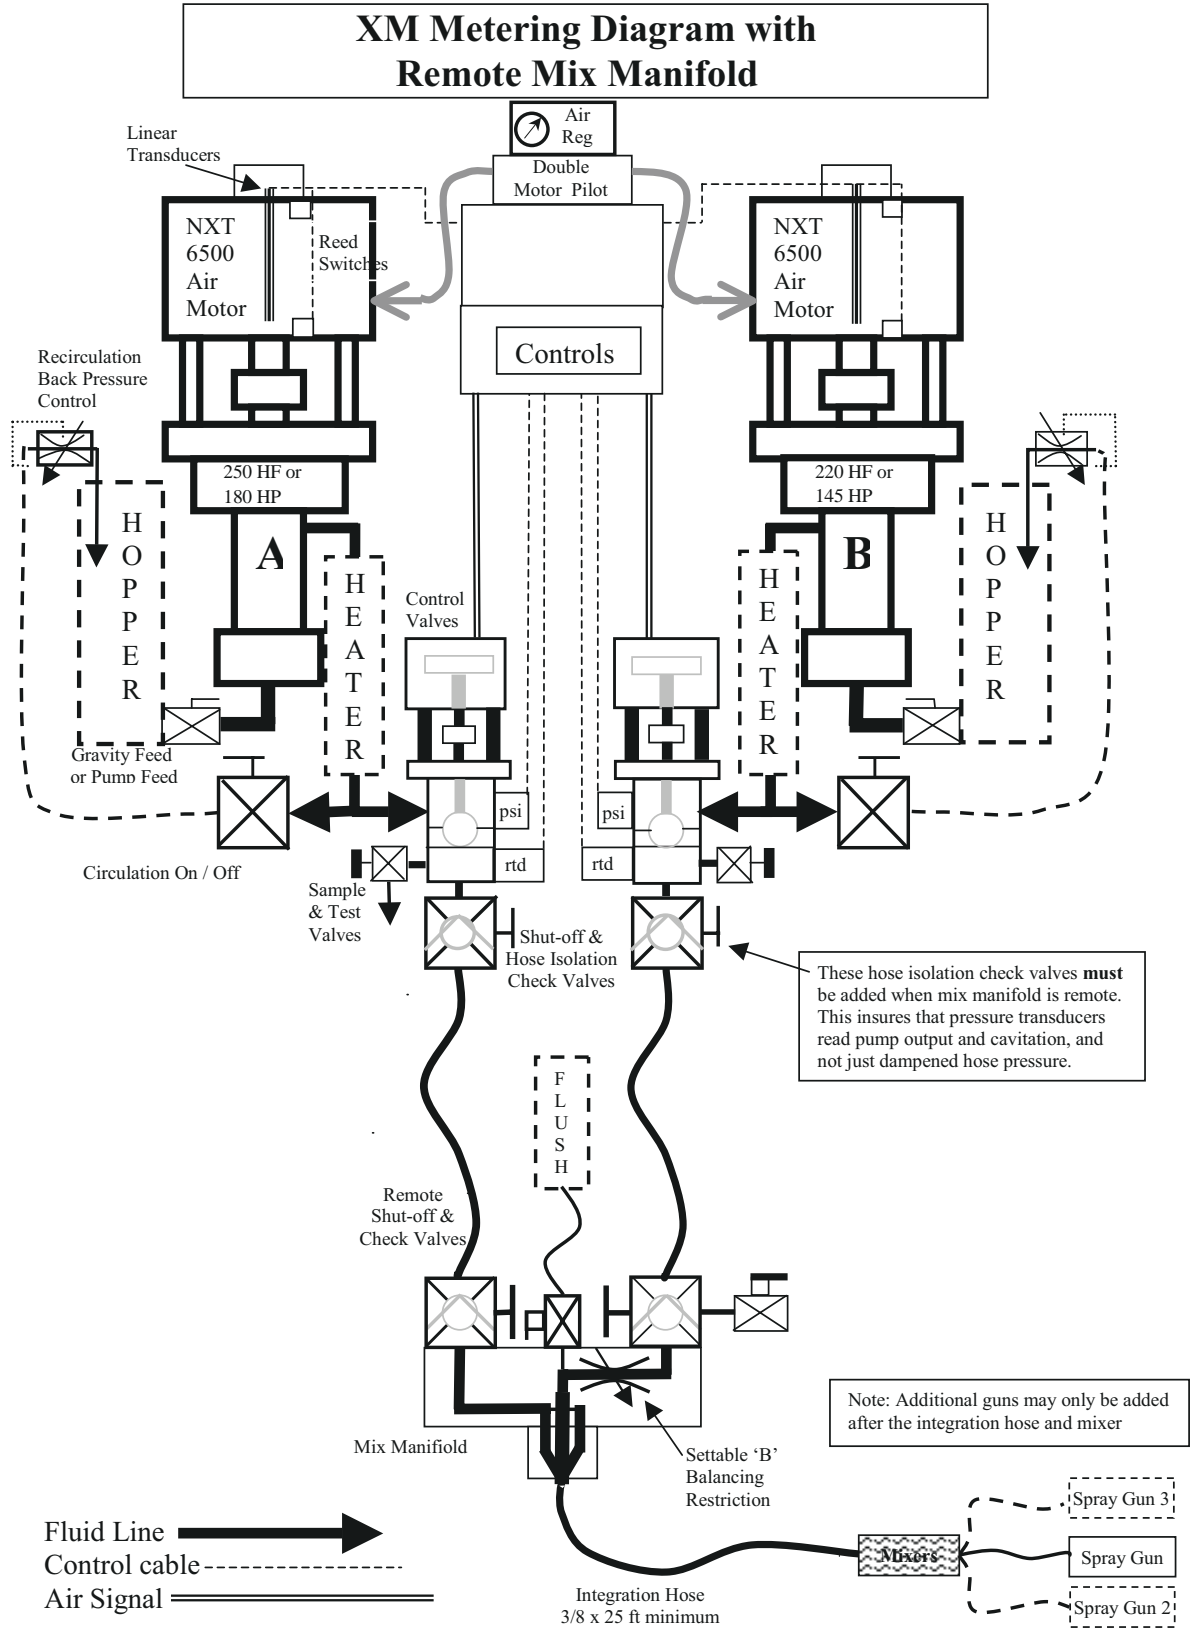 XM Metering Diagram with
Remote Mix Manifold
Air
Reg
Double
Motor Pilot
Linear
Transducers
NXT
6500
Air
Motor
Reed
Switches
NXT
6500
Air
Motor
Controls
Recirculation
Back Pressure
Control
250 HF or
180 HP
220 HF or
145 HP
A
B
HOPPER
HEATER
HEATER
HOPPER
Control
Valves
Gravity Feed
or Pump Feed
psi
psi
rtd
rtd
Circulation On / Off
Sample
& Test
Valves
Shut-off &
Hose Isolation
Check Valves
These hose isolation check valves must
be added when mix manifold is remote.
This insures that pressure transducers
read pump output and cavitation, and
not just dampened hose pressure.
FLUSH
Remote
Shut-off &
Check Valves
Mix Manifiold
Settable ‘B’
Balancing
Restriction
Note: Additional guns may only be added
after the integration hose and mixer
Spray Gun 3
Mixers
Spray Gun
Spray Gun 2
Fluid Line
Control cable
Air Signal
Integration Hose
3/8 x 25 ft minimum